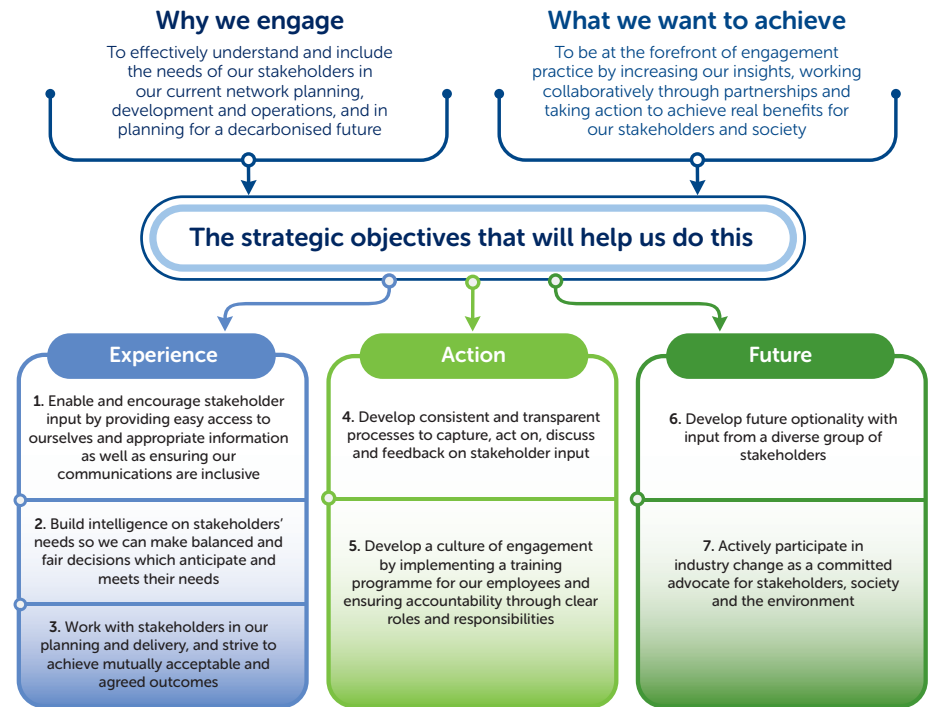 Why we engage
To effectively understand and include
the needs of our stakeholders in
our current network planning,
development and operations, and in
planning for a decarbonised future
What we want to achieve
To be at the forefront of engagement
practice by increasing our insights, working
collaboratively through partnerships and
taking action to achieve real benefits for
our stakeholders and society
The strategic objectives that will help us do this
Experience
1. Enable and encourage stakeholder
input by providing easy access to
ourselves and appropriate information
as well as ensuring our
communications are inclusive
2. Build intelligence on stakeholders'
needs so we can make balanced and
fair decisions which anticipate and
meets their needs
3. Work with stakeholders in our
planning and delivery, and strive to
achieve mutually acceptable and
agreed outcomes
Action
4. Develop consistent and transparent
processes to capture, act on, discuss
and feedback on stakeholder input
5. Develop a culture of engagement
by implementing a training
programme for our employees and
ensuring accountability through clear
roles and responsibilities
Future
6. Develop future optionality with
input from a diverse group of
stakeholders
7. Actively participate in
industry change as a committed
advocate for stakeholders, society
and the environment